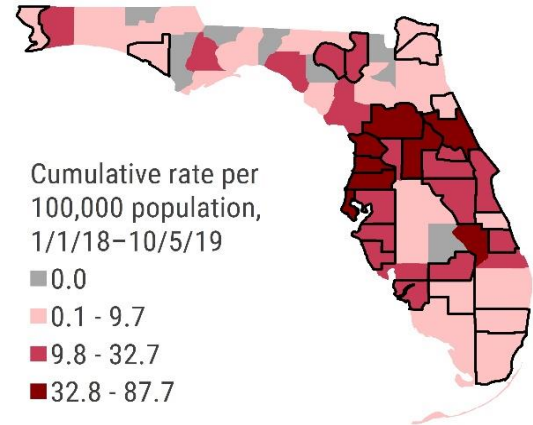 Cumulative rate per
100,000 population,
1/1/18–10/5/19
0.0
0.1 - 9.7
9.8 - 32.7
32.8 - 87.7